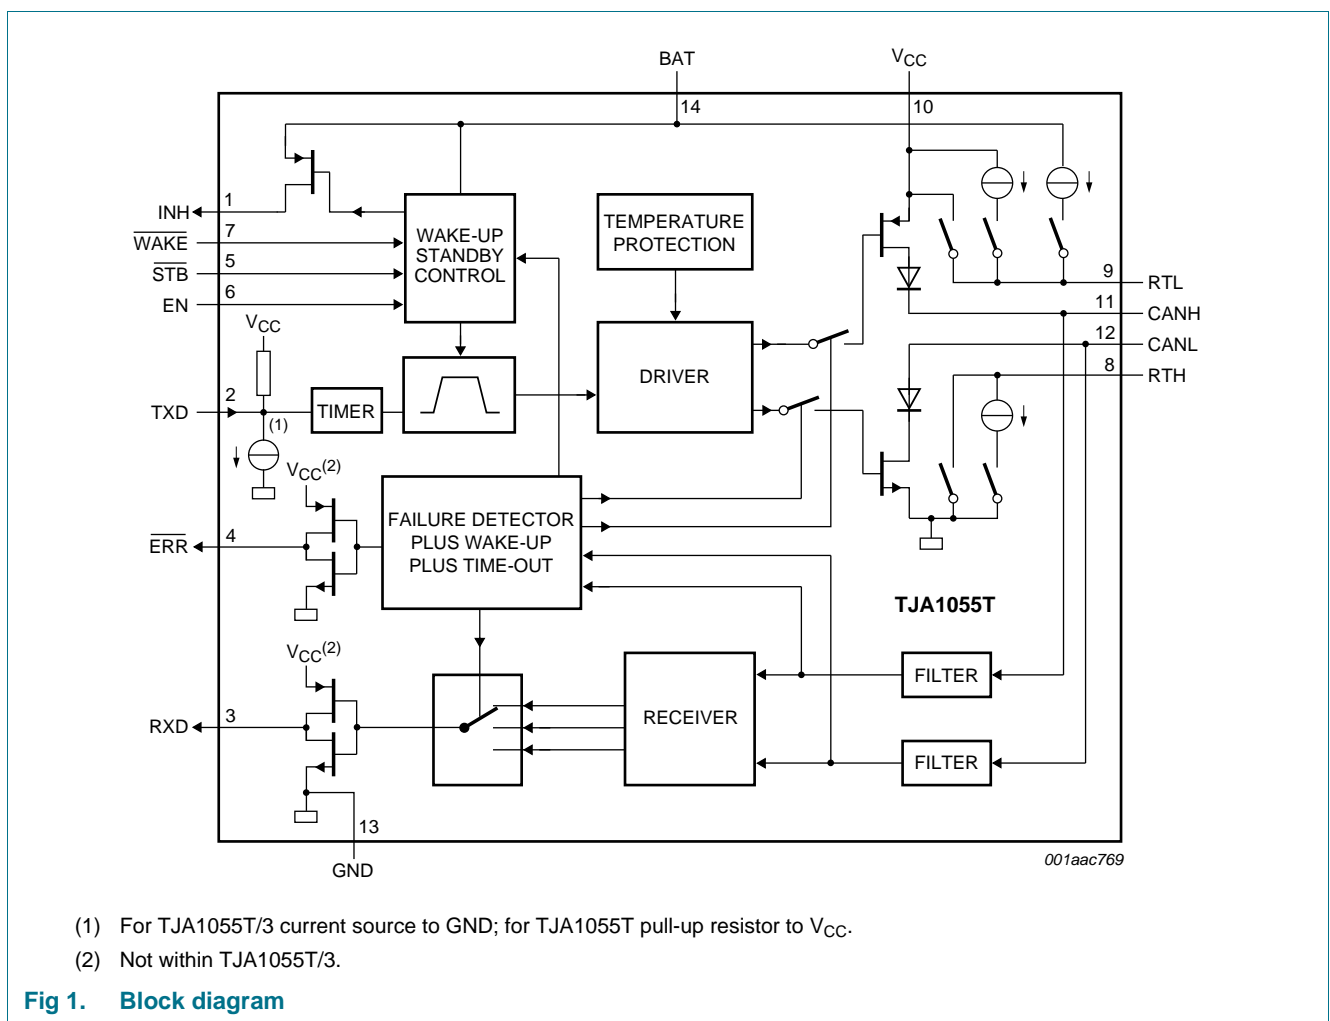 BAT
VCC
14
10
1
INH
7
WAKE
5
STB
6
EN
WAKE-UP
STANDBY
CONTROL
TEMPERATURE
PROTECTION
9
RTL
11
CANH
12
CANL
8
RTH
VCC
2
TXD
(1)
TIMER
DRIVER
VCC(2)
4
ERR
FAILURE DETECTOR
PLUS WAKE-UP
PLUS TIME-OUT
TJA1055T
VCC(2)
3
RXD
RECEIVER
FILTER
FILTER
13
GND
001aac769
(1) For TJA1055T/3 current source to GND; for TJA1055T pull-up resistor to VCC.
(2) Not within TJA1055T/3.
Fig 1. Block diagram